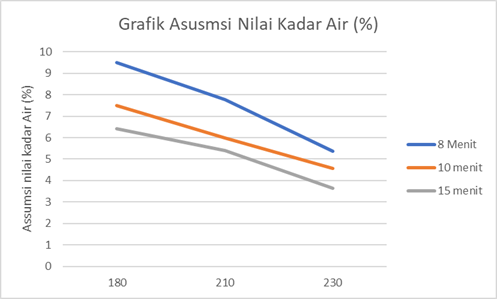 Grafik Asusmsi Nilai Kadar Air (%)
Assumsi nilai kadar Air (%)
10
9
8
7
6
5
4
3
2
1
0
180 210 230
8 Menit
10 menit
15 menit